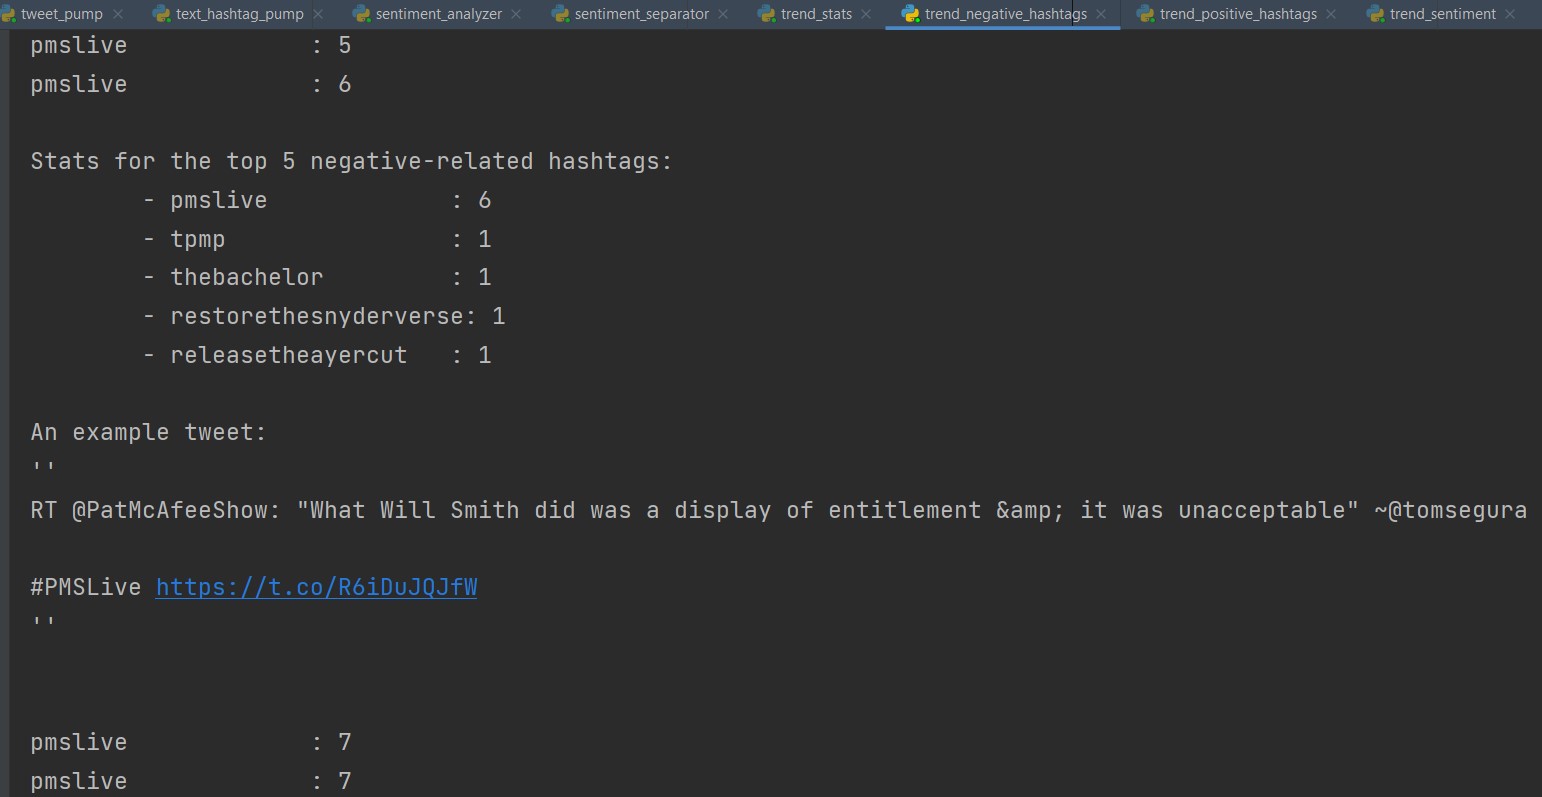 tweet_pump text_hashtag_pump sentiment_analyzer sentiment_separator trend_stats trend_negative_hashtags trend_positive_hashtags trend_sentiment
pmslive : 5
pmslive : 6
Stats for the top 5 negative-related hashtags:
- pmslive : 6
- tpmp : 1
- thebachelor : 1
- restorethesnyderverse: 1
- releasetheayercut : 1
An example tweet:
''
RT @PatMcAfeeShow: "What Will Smith did was a display of entitlement &amp; it was unacceptable" ~@tomsegura
#PMSLive https://t.co/R6iDuJQJfW
''
pmslive : 7
pmslive : 7